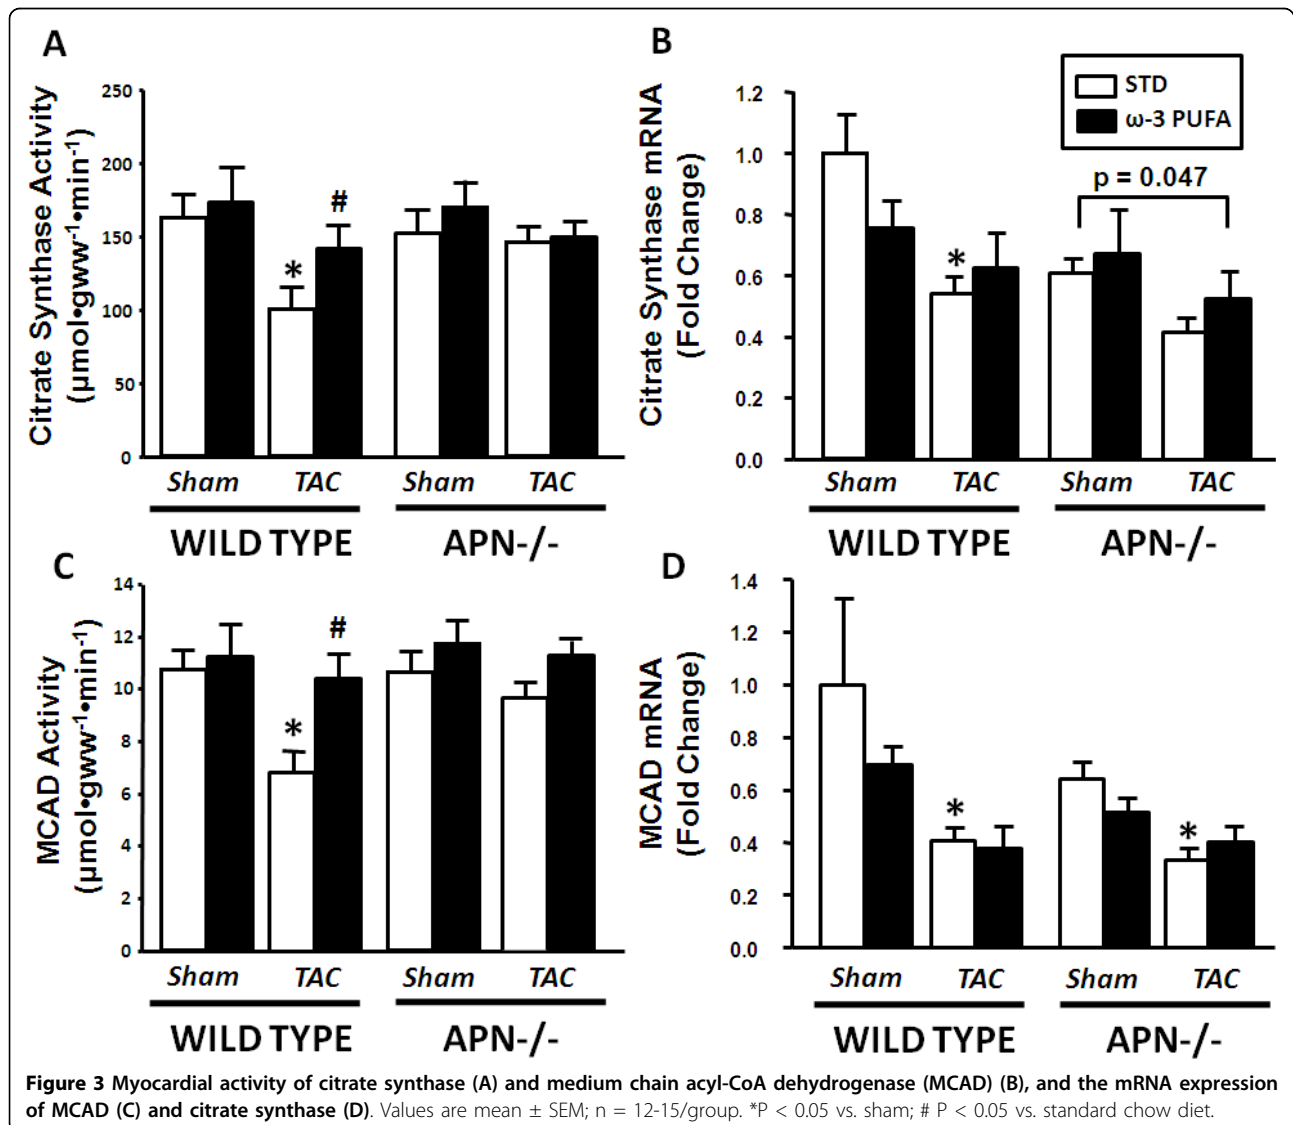 A
Citrate Synthase Activity
(µmol•gww⁻¹•min⁻¹)
250
200
150
100
50
0
*
#
Sham TAC Sham TAC
WILD TYPE APN-/-
B
Citrate Synthase mRNA
(Fold Change)
1.2
1.0
0.8
0.6
0.4
0.2
0.0
STD
ω-3 PUFA
p = 0.047
*
Sham TAC Sham TAC
WILD TYPE APN-/-
C
MCAD Activity
(µmol•gww⁻¹•min⁻¹)
14
12
10
8
6
4
2
0
*
#
Sham TAC Sham TAC
WILD TYPE APN-/-
D
MCAD mRNA
(Fold Change)
1.4
1.2
1.0
0.8
0.6
0.4
0.2
0.0
*
*
Sham TAC Sham TAC
WILD TYPE APN-/-
Figure 3 Myocardial activity of citrate synthase (A) and medium chain acyl-CoA dehydrogenase (MCAD) (B), and the mRNA expression
of MCAD (C) and citrate synthase (D). Values are mean ± SEM; n = 12-15/group. *P < 0.05 vs. sham; # P < 0.05 vs. standard chow diet.